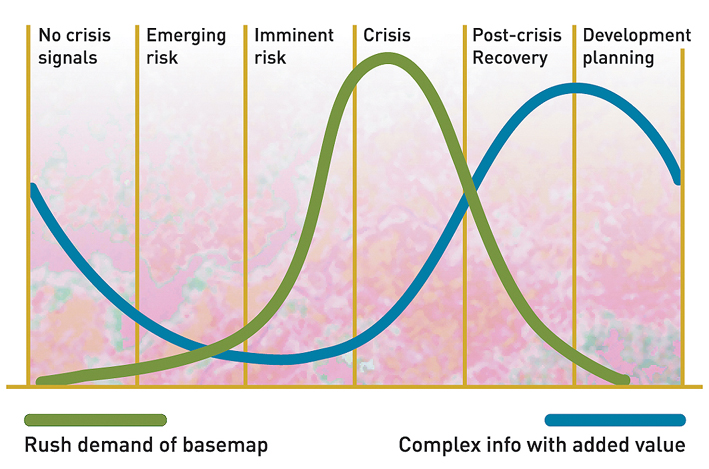 No crisis
signals
Emerging
risk
Imminent
risk
Crisis
Post-crisis
Recovery
Development
planning
Rush demand of basemap
Complex info with added value